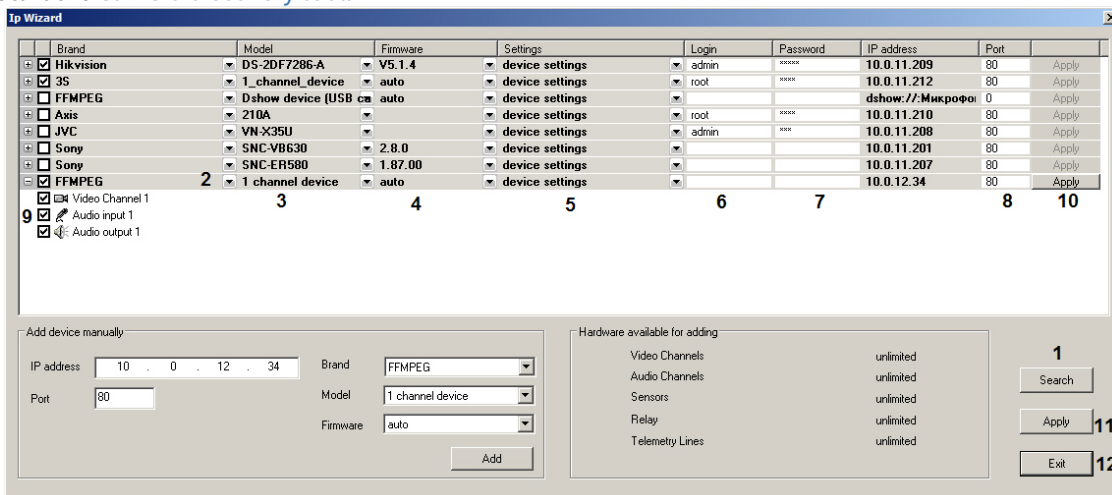 Ip Wizard
Brand Model Firmware Settings Login Password IP address Port
Hikvision DS-2DF7286-A V5.1.4 device settings admin ***** 10.0.11.209 80 Apply
3S 1_channel_device auto device settings root **** 10.0.11.212 80 Apply
FFMPEG Dshow device (USB ca auto device settings dshow://:Микрофо 0 Apply
Axis 210A device settings root **** 10.0.11.210 80 Apply
JVC VN-X35U device settings admin *** 10.0.11.208 80 Apply
Sony SNC-VB630 2.8.0 device settings 10.0.11.201 80 Apply
Sony SNC-ER580 1.87.00 device settings 10.0.11.207 80 Apply
FFMPEG 2 1 channel device auto device settings 10.0.12.34 80 Apply
Video Channel 1 3 4 5 6 7 8 10
9 Audio input 1
Audio output 1
Add device manually
IP address 10 . 0 . 12 . 34
Port 80
Brand FFMPEG
Model 1 channel device
Firmware auto
Add
Hardware available for adding
Video Channels unlimited
Audio Channels unlimited
Sensors unlimited
Relay unlimited
Telemetry Lines unlimited
1
Search
Apply 11
Exit 12